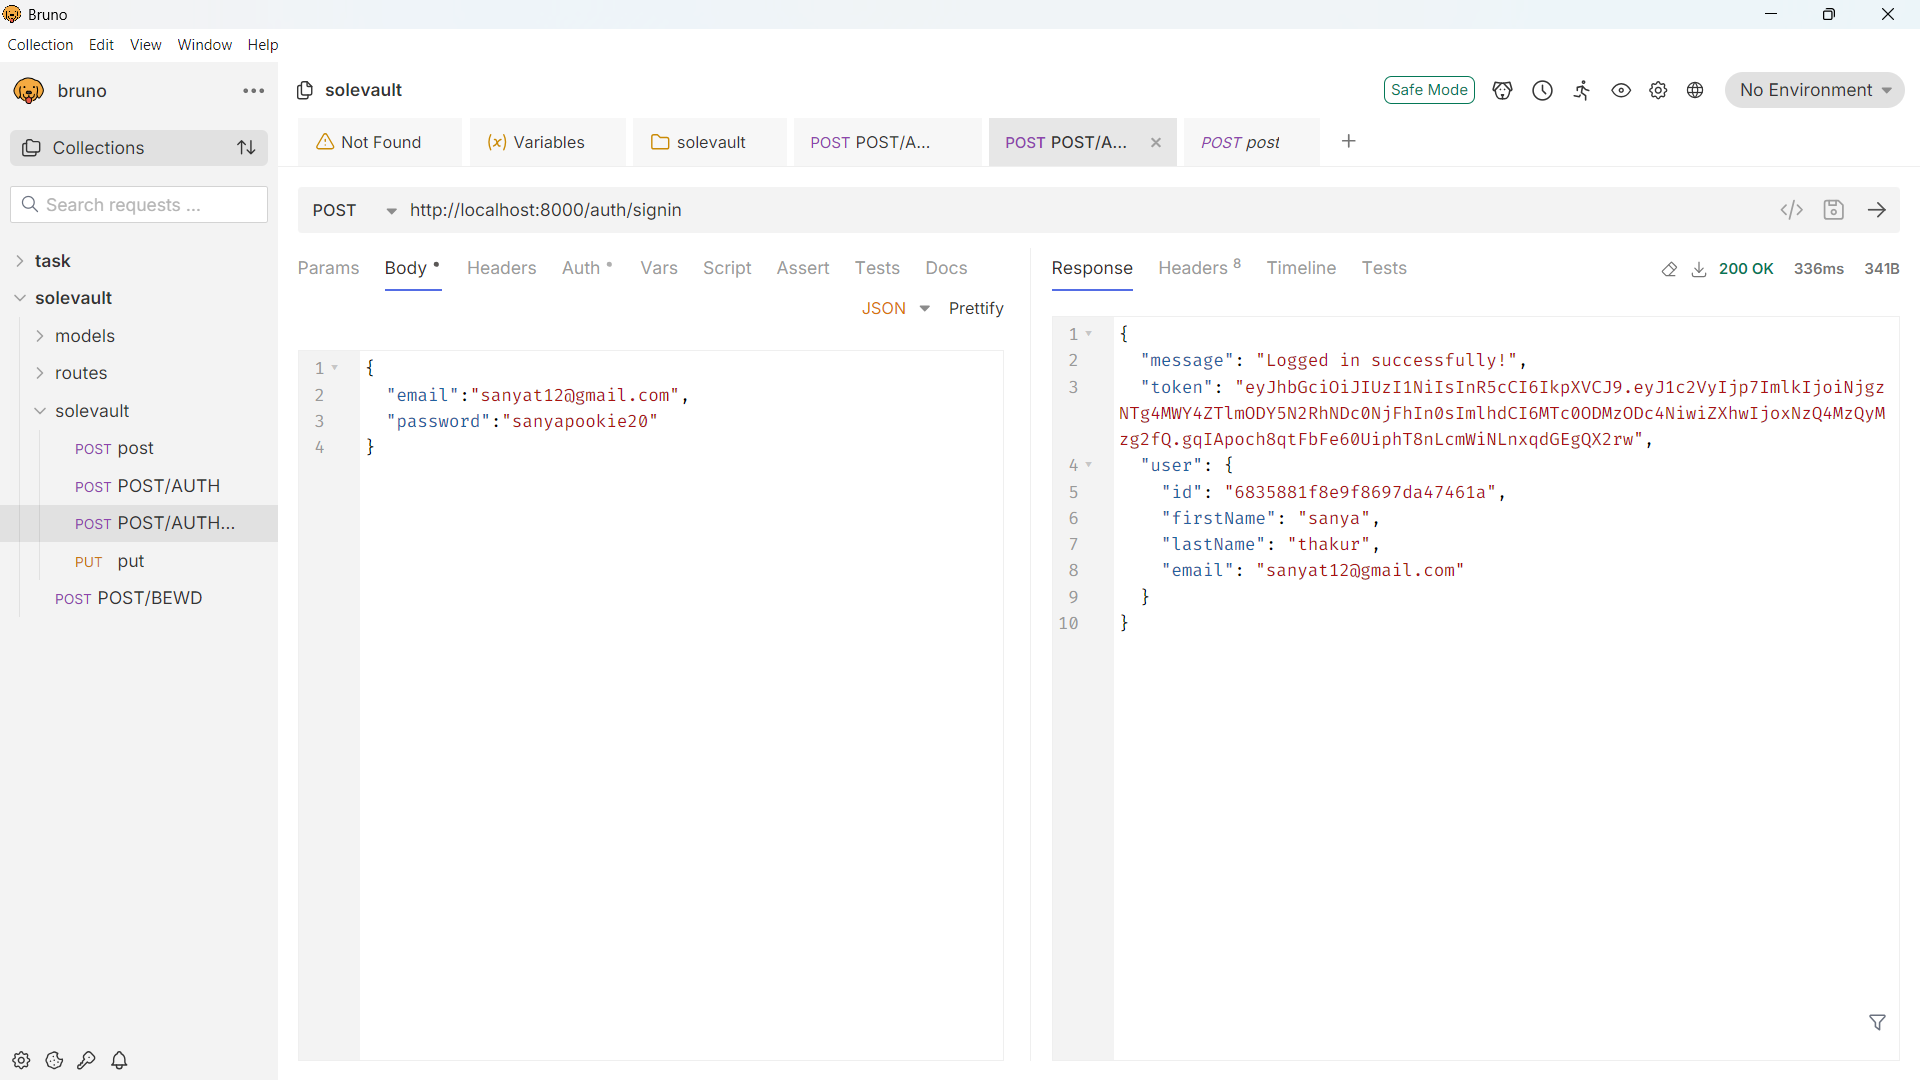 Bruno
Collection Edit View Window Help
bruno
Collections
Search requests ...
task
solevault
models
routes
solevault
POST post
POST POST/AUTH
POST POST/AUTH...
PUT put
POST POST/BEWD
solevault
Safe Mode
No Environment
Not Found
(x) Variables
solevault
POST POST/A...
POST POST/A...
POST post
POST http://localhost:8000/auth/signin
Params Body Headers Auth Vars Script Assert Tests Docs
JSON Prettify
1 {
2 "email":"sanyat12@gmail.com",
3 "password":"sanyapookie20"
4 }
Response Headers 8 Timeline Tests
200 OK 336ms 341B
1 {
2 "message": "Logged in successfully!",
3 "token": "eyJhbGciOiJIUzI1NiIsInR5cCI6IkpXVCJ9.eyJ1c2VyIjp7ImlkIjoiNjgz
NTg4MWY4ZTlmODY5N2RhNDc0NjFhIn0sImlhdCI6MTc0ODMzODc4NiwiZXhwIjoxNzQ4MzQyM
zg2fQ.gqIApoch8qtFbFe60UiphT8nLcmWiNLnxqdGEgQX2rw",
4 "user": {
5 "id": "6835881f8e9f8697da47461a",
6 "firstName": "sanya",
7 "lastName": "thakur",
8 "email": "sanyat12@gmail.com"
9 }
10 }